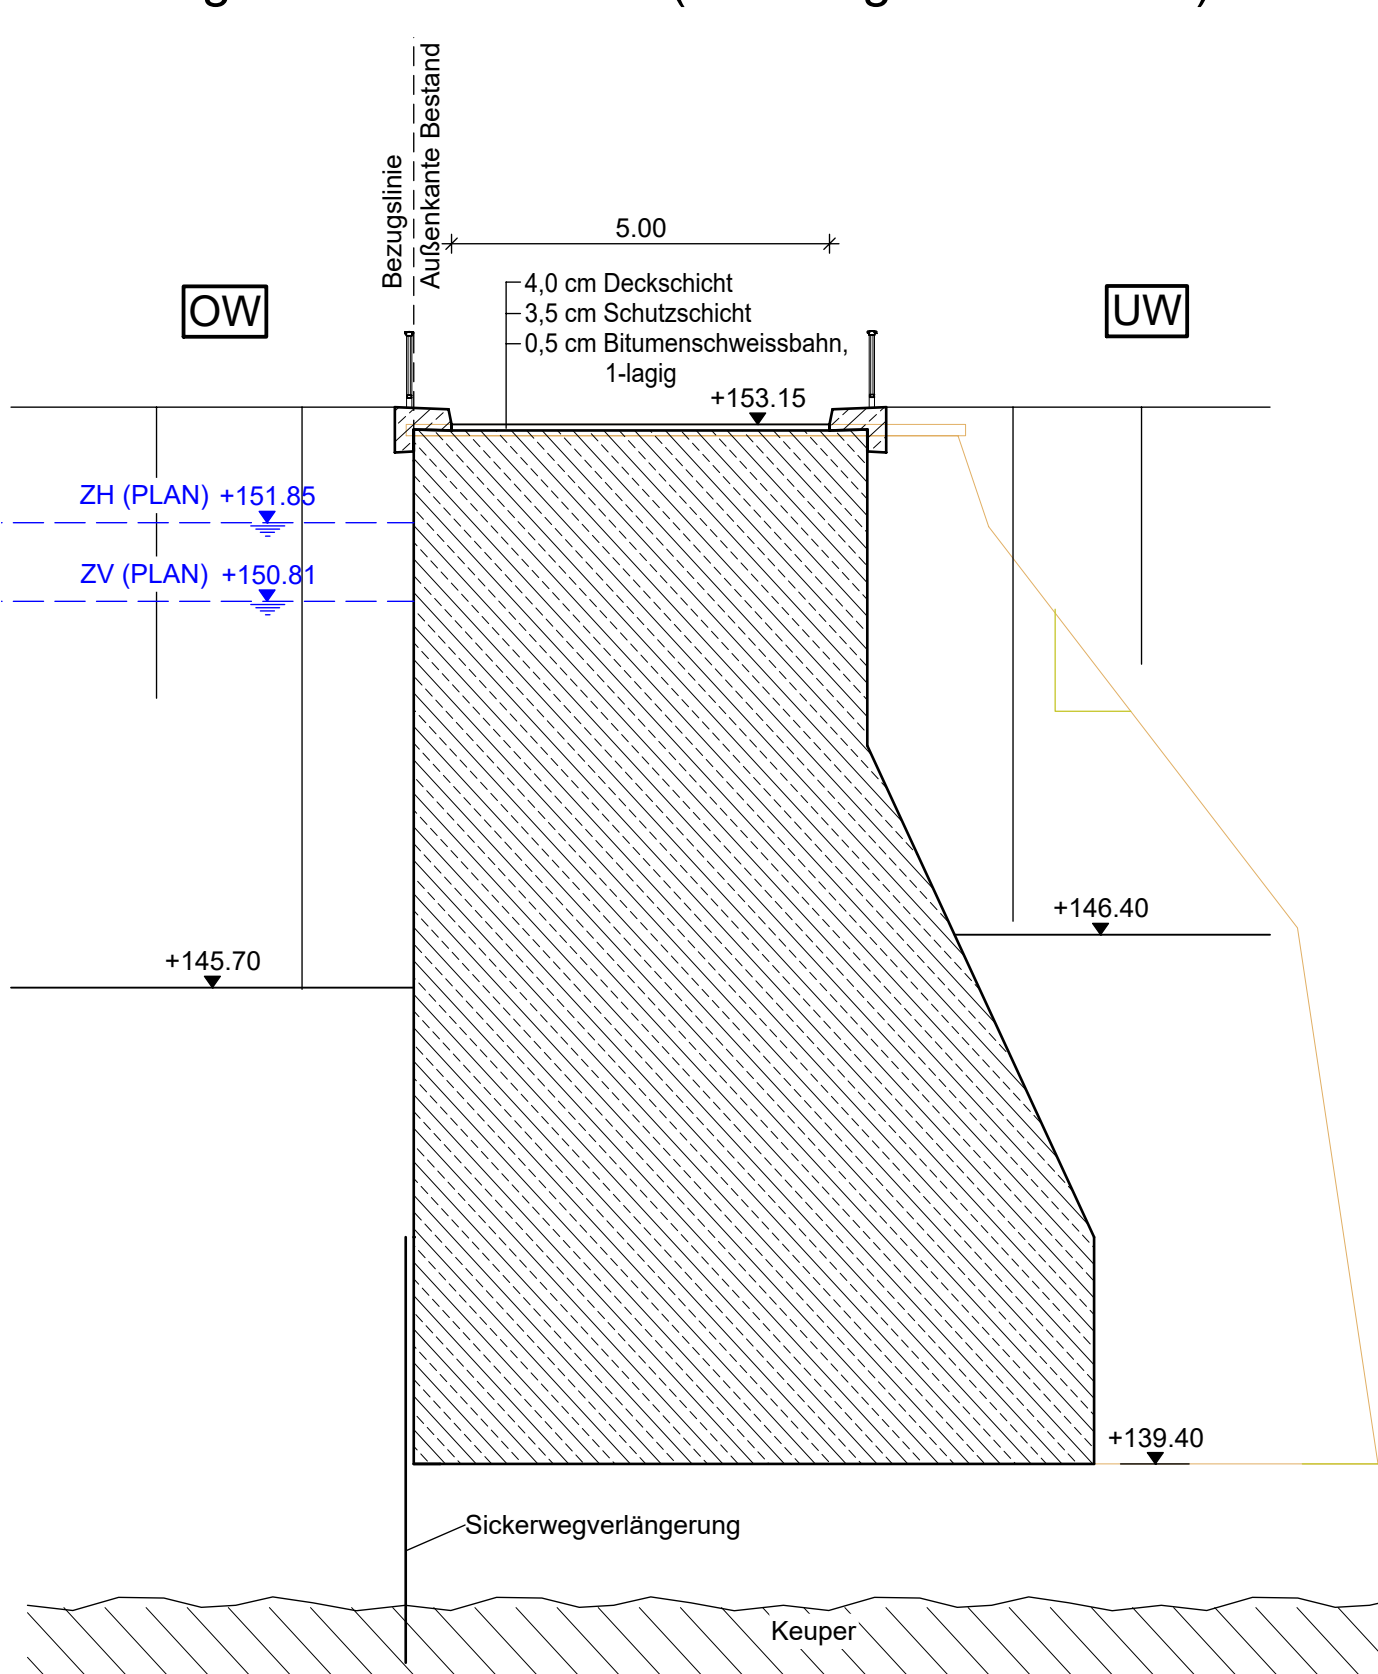 Bezugslinie
Außenkante Bestand
5.00
4,0 cm Deckschicht
3,5 cm Schutzschicht
0,5 cm Bitumenschweissbahn,
1-lagig
OW
UW
+153.15
ZH (PLAN) +151.85
ZV (PLAN) +150.81
+146.40
+145.70
+139.40
Sickerwegverlängerung
Keuper